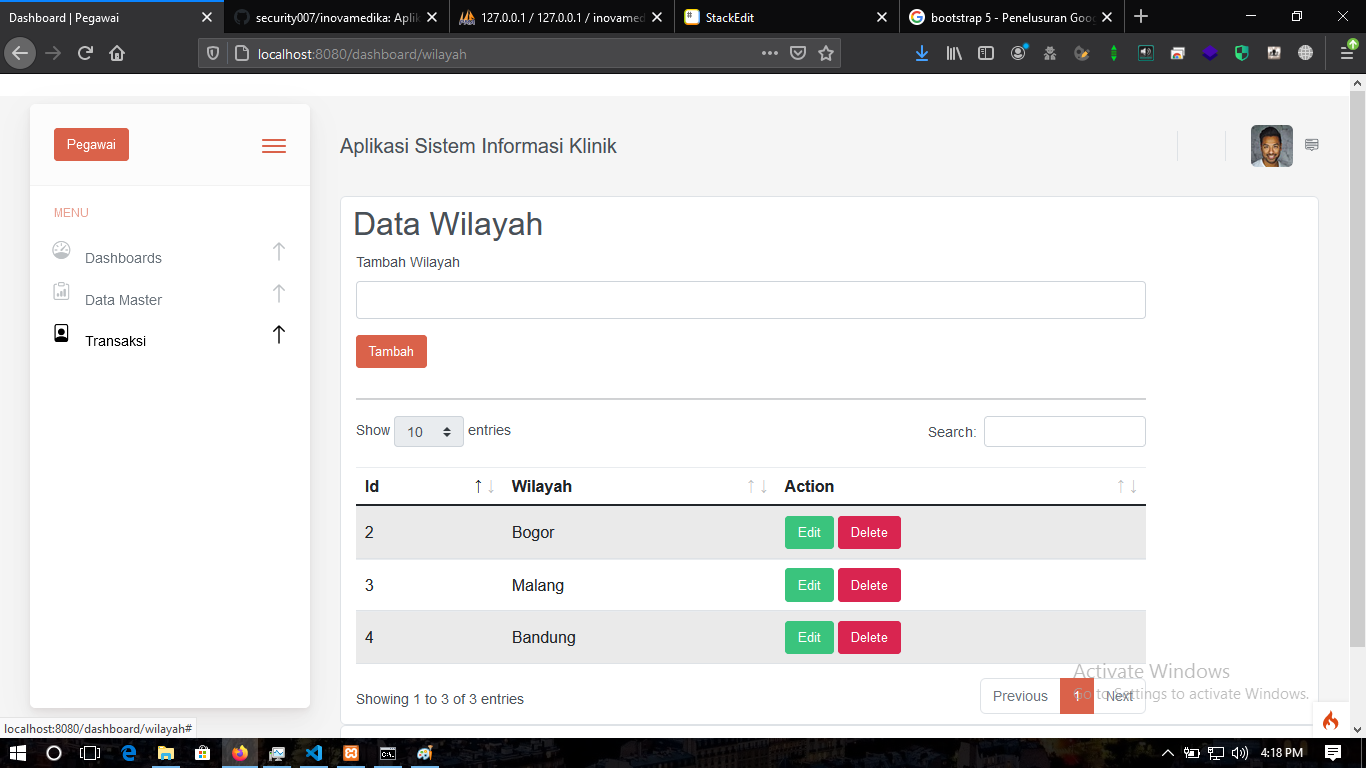 Dashboard | Pegawai
security007/inovamedika: Aplik
127.0.0.1 / 127.0.0.1 / inovamed
StackEdit
bootstrap 5 - Penelusuran Goog
localhost:8080/dashboard/wilayah
Pegawai
Aplikasi Sistem Informasi Klinik
MENU
Dashboards
Data Master
Transaksi
Data Wilayah
Tambah Wilayah
Tambah
Show 10 entries
Search:
Id Wilayah Action
2 Bogor Edit Delete
3 Malang Edit Delete
4 Bandung Edit Delete
Showing 1 to 3 of 3 entries
Previous 1 Next
Activate Windows
Go to Settings to activate Windows.
localhost:8080/dashboard/wilayah#
4:18 PM